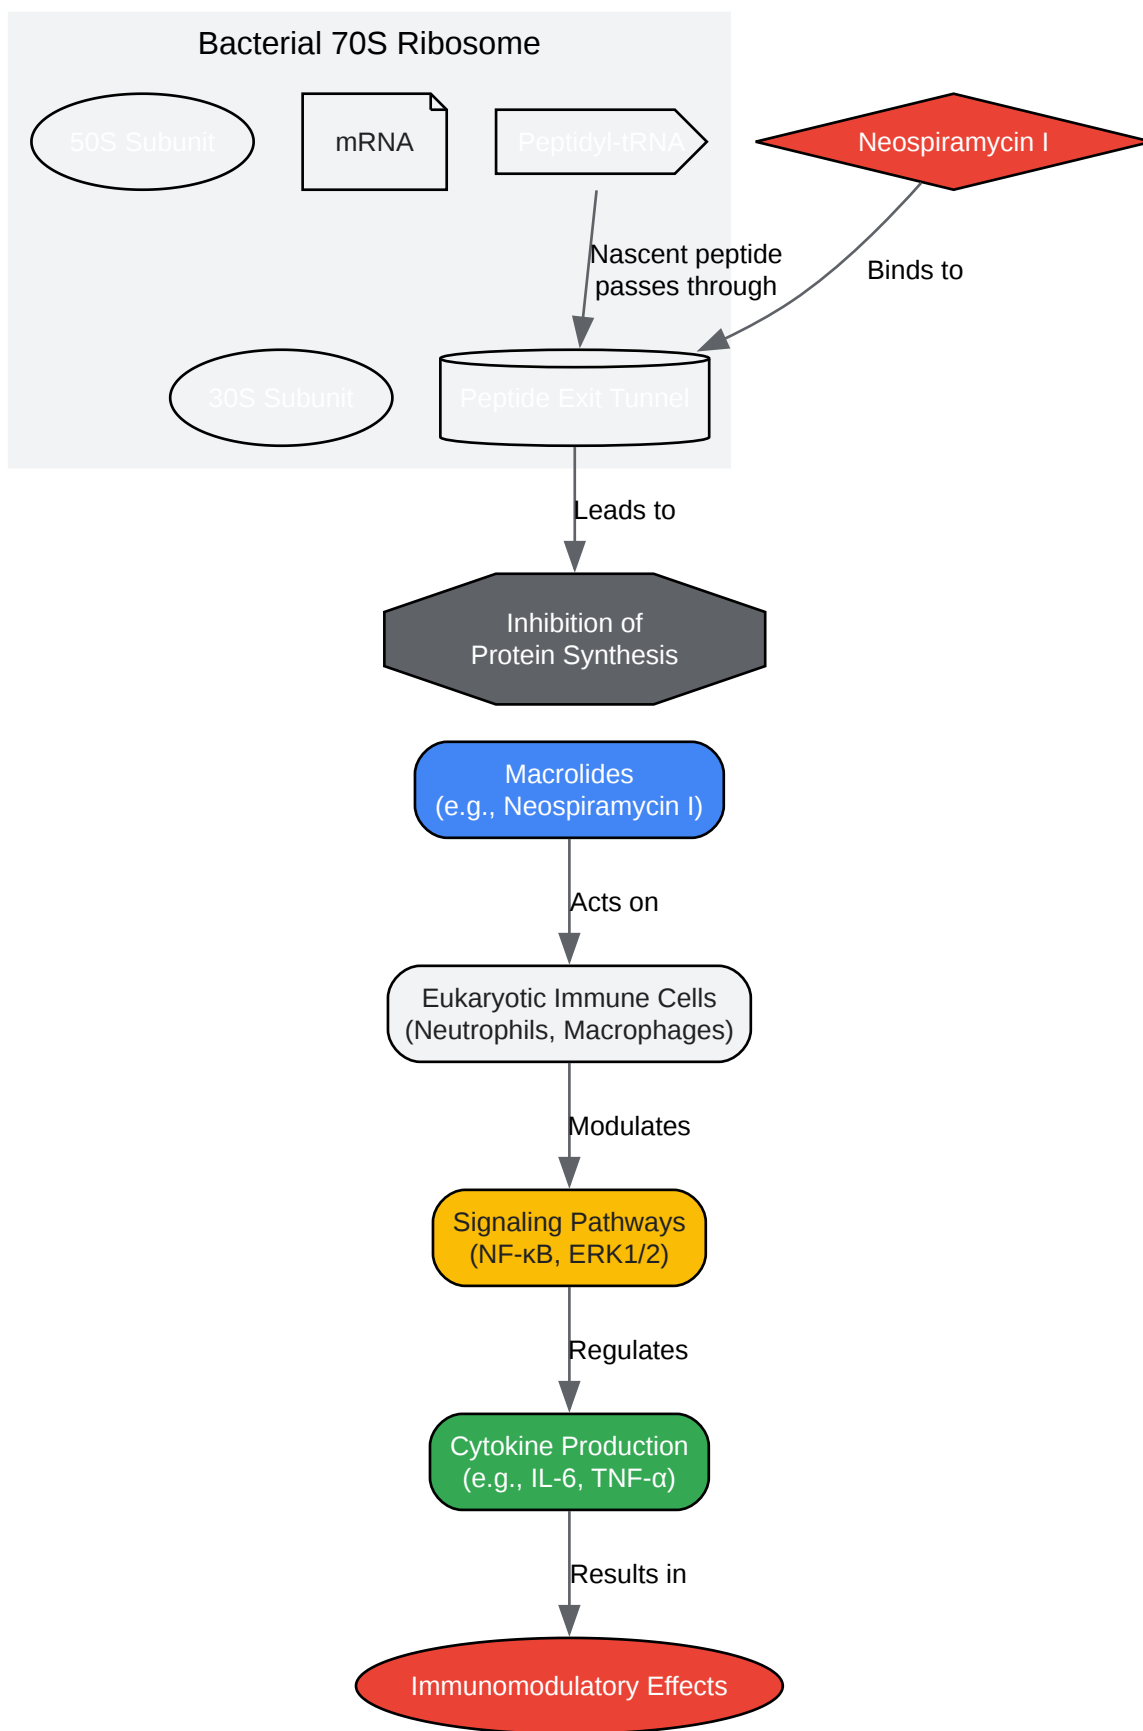 Bacterial 70S Ribosome
50S Subunit
mRNA
Peptidyl-tRNA
Neospiramycin I
Nascent peptide
passes through
Binds to
30S Subunit
Peptide Exit Tunnel
Leads to
Inhibition of
Protein Synthesis
Macrolides
(e.g., Neospiramycin I)
Acts on
Eukaryotic Immune Cells
(Neutrophils, Macrophages)
Modulates
Signaling Pathways
(NF-κB, ERK1/2)
Regulates
Cytokine Production
(e.g., IL-6, TNF-α)
Results in
Immunomodulatory Effects